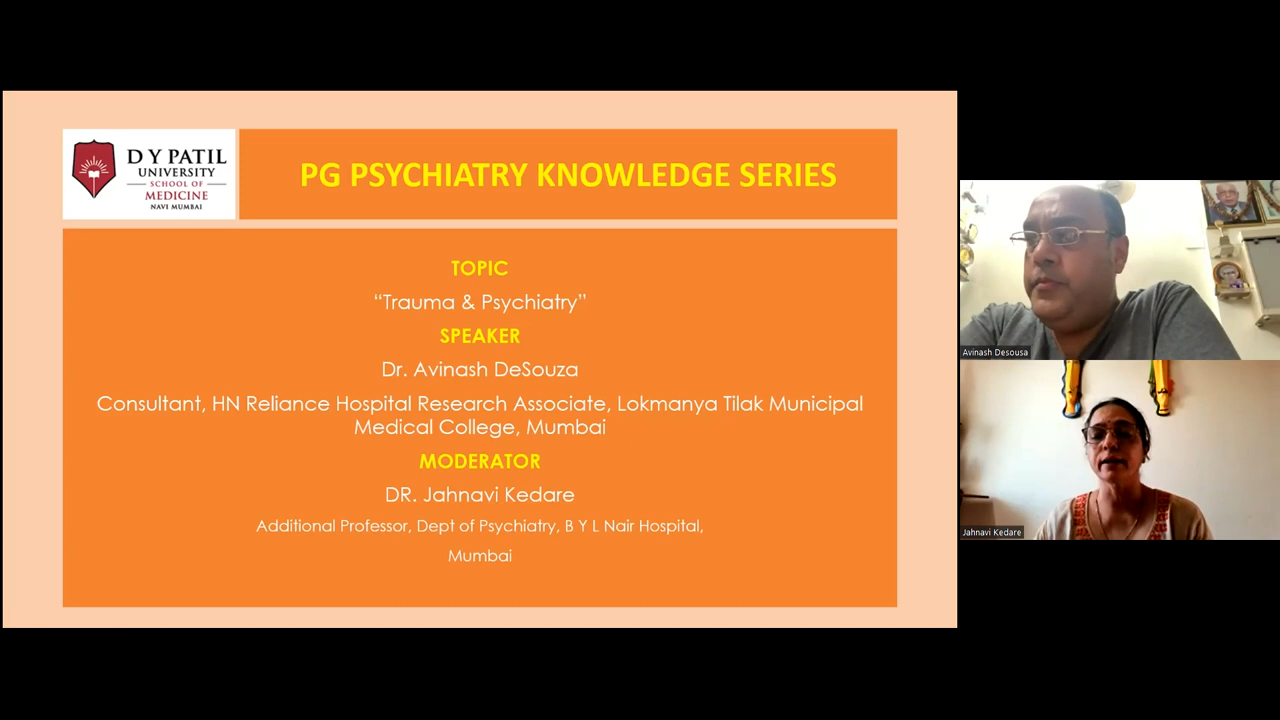 D Y PATIL
UNIVERSITY
SCHOOL OF
MEDICINE
NAVI MUMBAI
PG PSYCHIATRY KNOWLEDGE SERIES
TOPIC
“Trauma & Psychiatry”
SPEAKER
Dr. Avinash DeSouza
Consultant, HN Reliance Hospital Research Associate, Lokmanya Tilak Municipal
Medical College, Mumbai
MODERATOR
DR. Jahnavi Kedare
Additional Professor, Dept of Psychiatry, B Y L Nair Hospital,
Mumbai
Avinash Desousa
Jahnavi Kedare